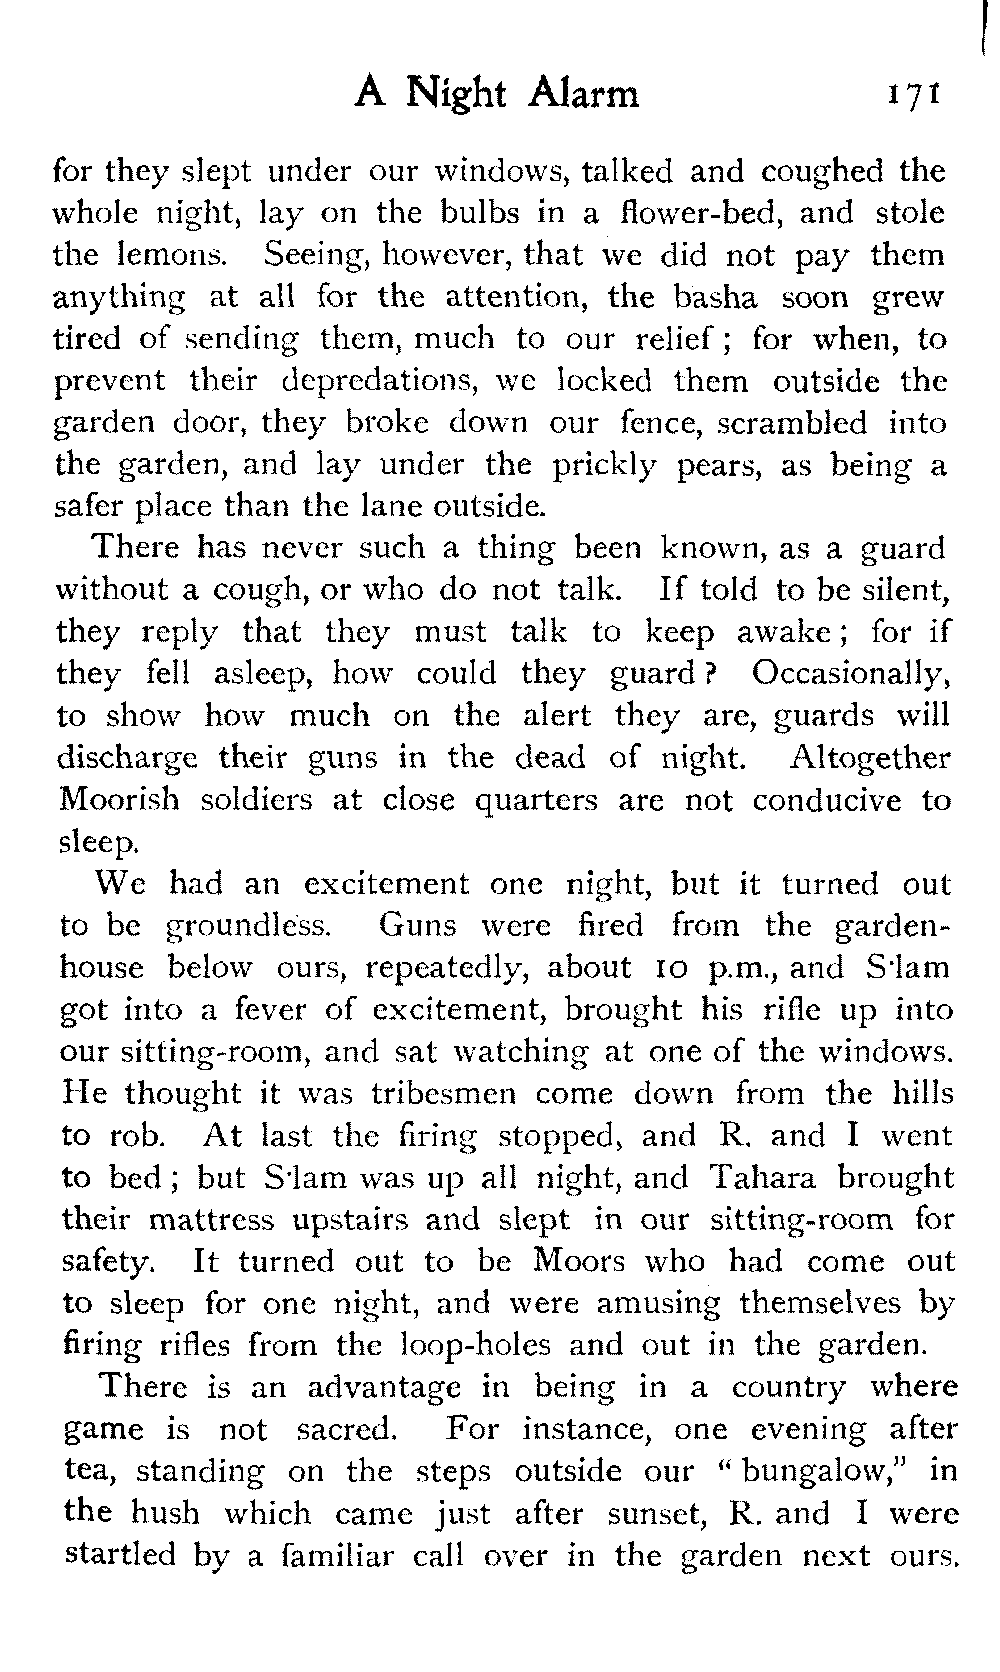 A Night Alarm 171
for they slept under our windows, talked and coughed the
whole night, lay on the bulbs in a flower-bed, and stole
the lemons. Seeing, however, that we did not pay them
anything at all for the attention, the basha soon grew
tired of sending them, much to our relief ; for when, to
prevent their depredations, we locked them outside the
garden door, they broke down our fence, scrambled into
the garden, and lay under the prickly pears, as being a
safer place than the lane outside.
There has never such a thing been known, as a guard
without a cough, or who do not talk. If told to be silent,
they reply that they must talk to keep awake ; for if
they fell asleep, how could they guard ? Occasionally,
to show how much on the alert they are, guards will
discharge their guns in the dead of night. Altogether
Moorish soldiers at close quarters are not conducive to
sleep.
We had an excitement one night, but it turned out
to be groundless. Guns were fired from the garden-
house below ours, repeatedly, about 10 p.m., and S·lam
got into a fever of excitement, brought his rifle up into
our sitting-room, and sat watching at one of the windows.
He thought it was tribesmen come down from the hills
to rob. At last the firing stopped, and R. and I went
to bed ; but S·lam was up all night, and Tahara brought
their mattress upstairs and slept in our sitting-room for
safety. It turned out to be Moors who had come out
to sleep for one night, and were amusing themselves by
firing rifles from the loop-holes and out in the garden.
There is an advantage in being in a country where
game is not sacred. For instance, one evening after
tea, standing on the steps outside our " bungalow," in
the hush which came just after sunset, R. and I were
startled by a familiar call over in the garden next ours.